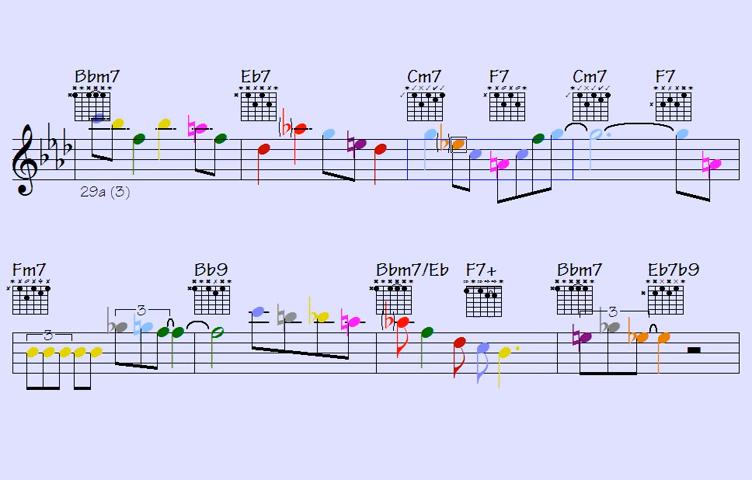 Bbm7 Eb7 Cm7 F7 Cm7 F7
29a (3)
Fm7 Bb9 Bbm7/Eb F7+ Bbm7 Eb7b9
3 3 3